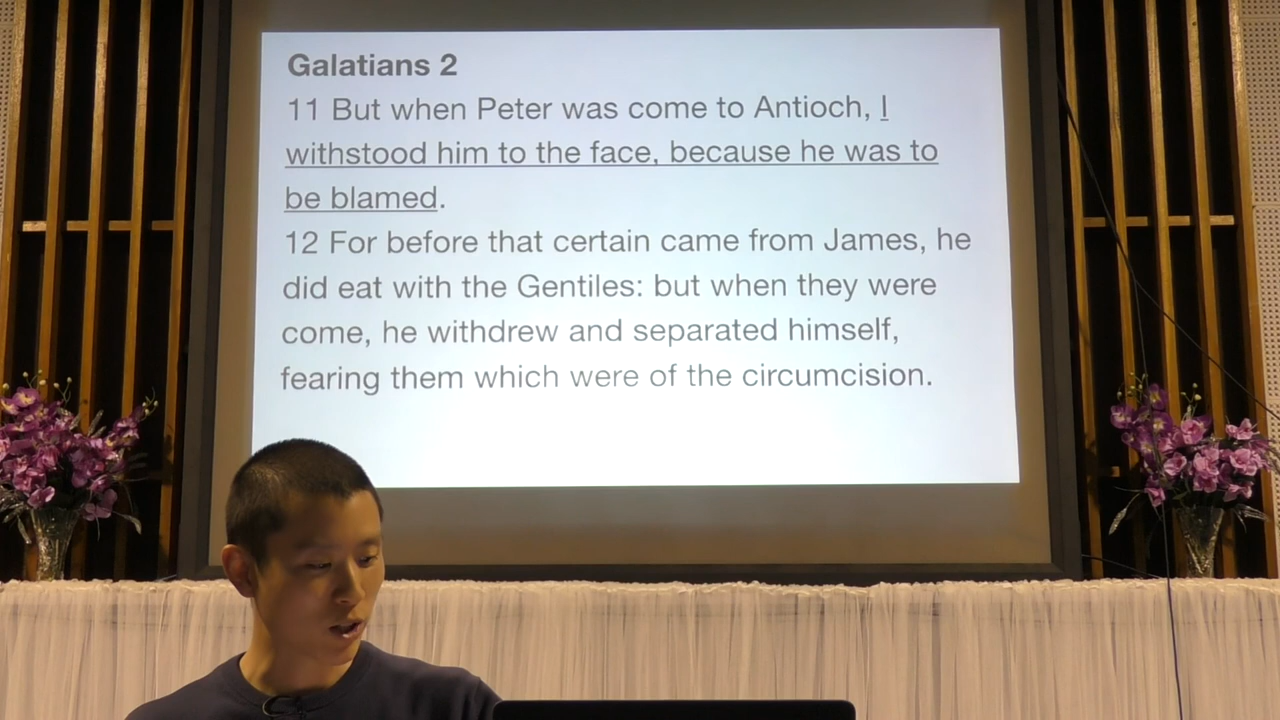 Galatians 2
11 But when Peter was come to Antioch, I
withstood him to the face, because he was to
be blamed.
12 For before that certain came from James, he
did eat with the Gentiles: but when they were
come, he withdrew and separated himself,
fearing them which were of the circumcision.